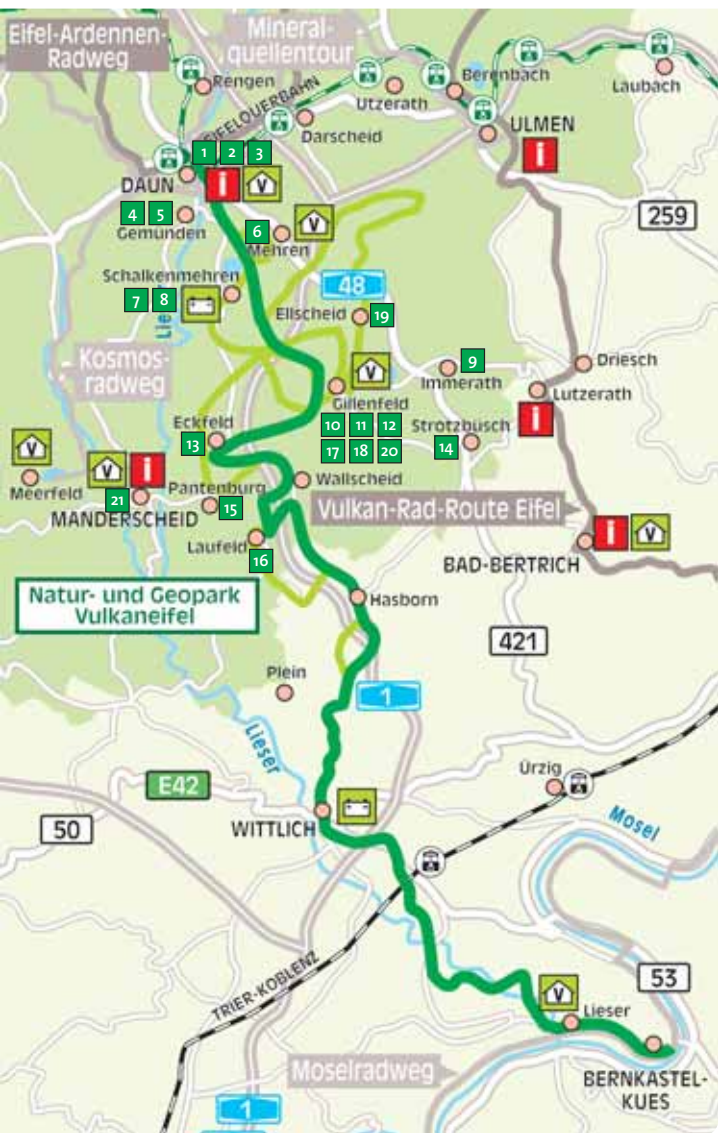 Eifel-Ardennen-
Radweg
Mineral-
quellentour
Rengen
EIFELQUERBAHN
Utzerath
Berenbach
Laubach
Darscheid
ULMEN
i
1 2 3
DAUN
i
V
4 5
Gemünden
6
V
Mehren
259
Schalkenmehren
7 8
48
Ellscheid
19
Lie
Kosmos-
radweg
9
Immerath
Driesch
Lutzerath
i
V
Gillenfeld
10 11 12
17 18 20
Strotzbüsch
14
Eckfeld
13
V
Meerfeld
V
i
21
MANDERSCHEID
Pantenburg
15
Wallscheid
Vulkan-Rad-Route Eifel
Laufeld
16
i
V
BAD-BERTRICH
Natur- und Geopark
Vulkaneifel
Hasborn
421
Plein
1
Lieser
E42
Ürzig
Mosel
50
WITTLICH
TRIER-KOBLENZ
53
V
Lieser
Moselradweg
BERNKASTEL-
KUES
1